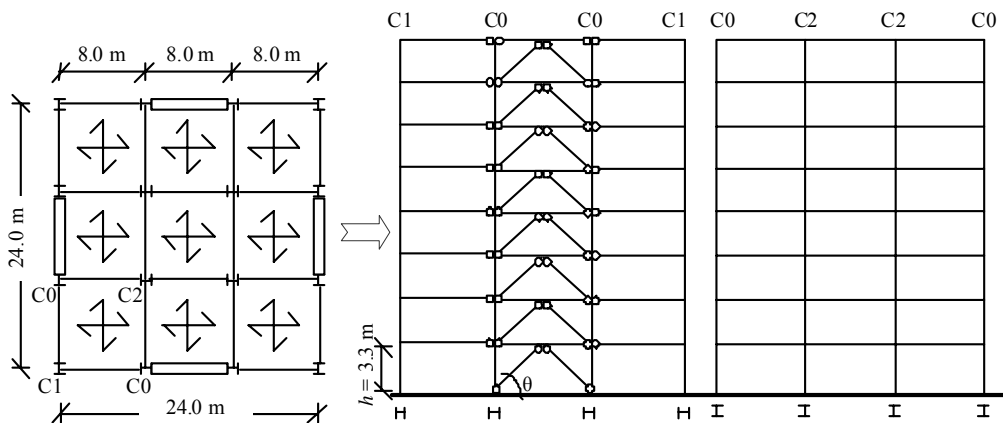 C1 C0 C0 C1 C0 C2 C2 C0
8.0 m 8.0 m 8.0 m
24.0 m
C0 C2
C1 C0
24.0 m
h = 3.3 m
θ